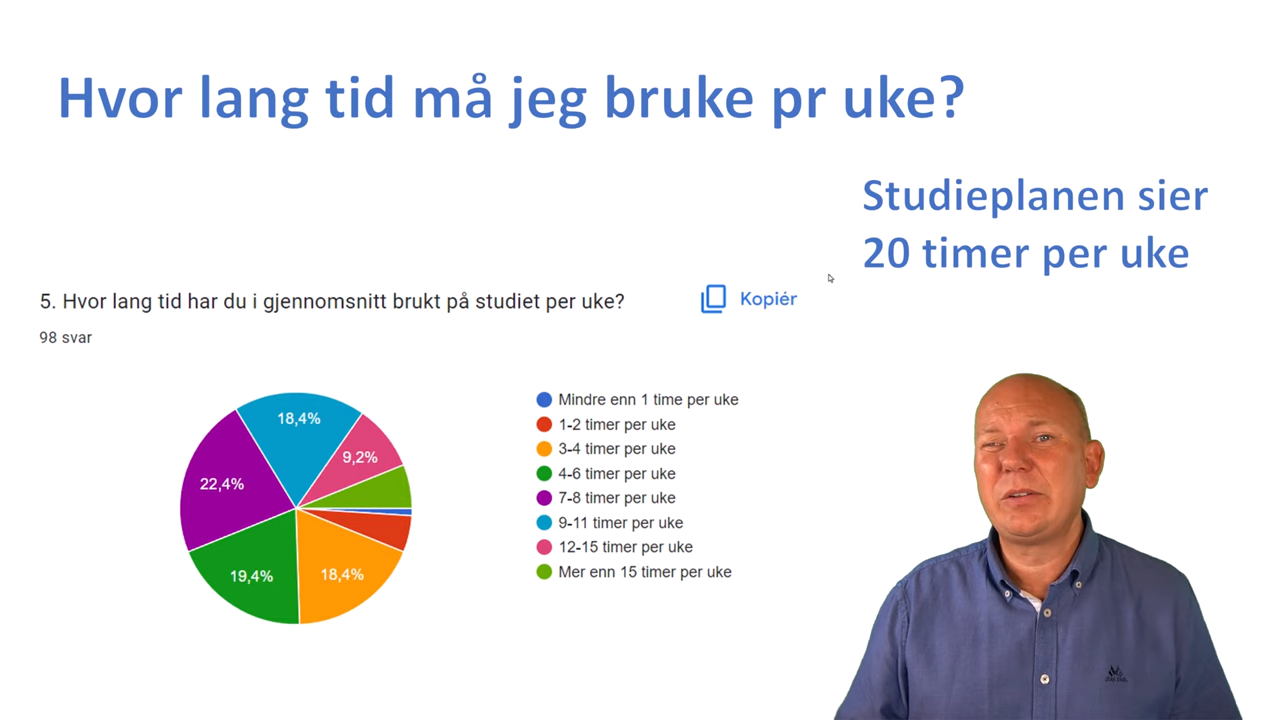 Hvor lang tid må jeg bruke pr uke?
Studieplanen sier
20 timer per uke
5. Hvor lang tid har du i gjennomsnitt brukt på studiet per uke?
Kopiér
98 svar
18,4%
9,2%
22,4%
19,4%
18,4%
Mindre enn 1 time per uke
1-2 timer per uke
3-4 timer per uke
4-6 timer per uke
7-8 timer per uke
9-11 timer per uke
12-15 timer per uke
Mer enn 15 timer per uke